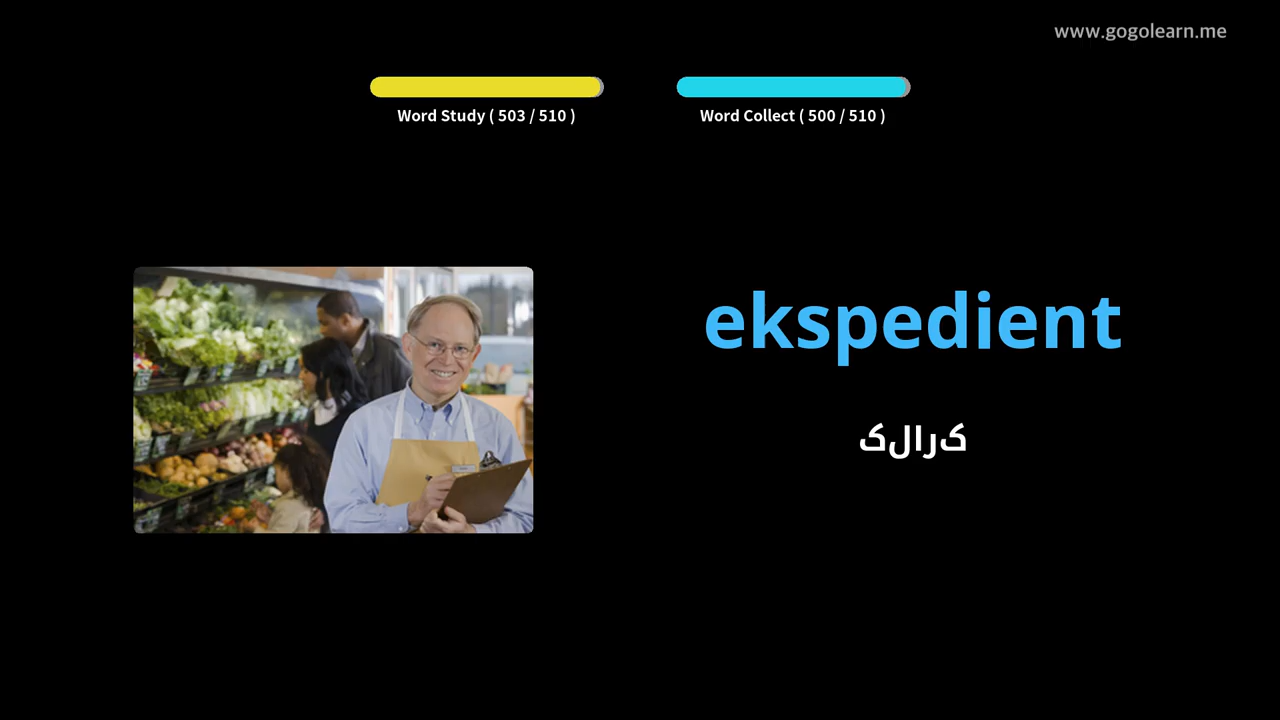 www.gogolearn.me
Word Study ( 503 / 510 )
Word Collect ( 500 / 510 )
ekspedient
کرالک